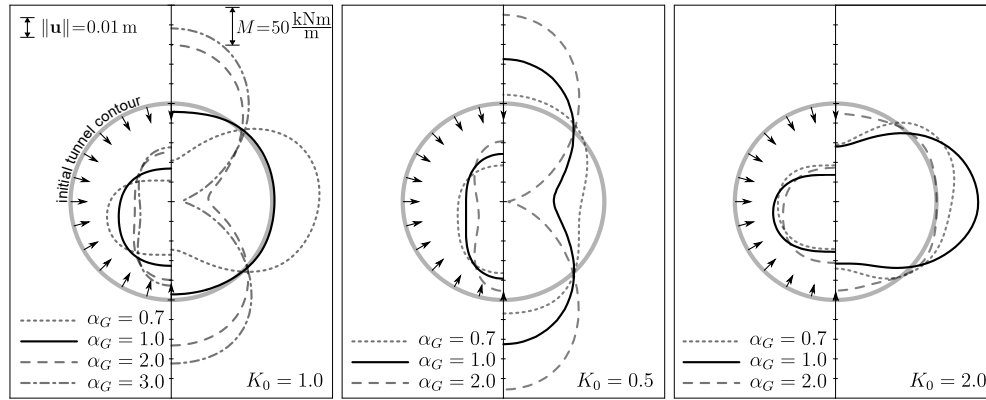 ‖u‖=0.01 m
M=50 kNm/m
initial tunnel contour
α_G = 0.7
α_G = 1.0
α_G = 2.0
α_G = 3.0
K_0 = 1.0
α_G = 0.7
α_G = 1.0
α_G = 2.0
K_0 = 0.5
α_G = 0.7
α_G = 1.0
α_G = 2.0
K_0 = 2.0